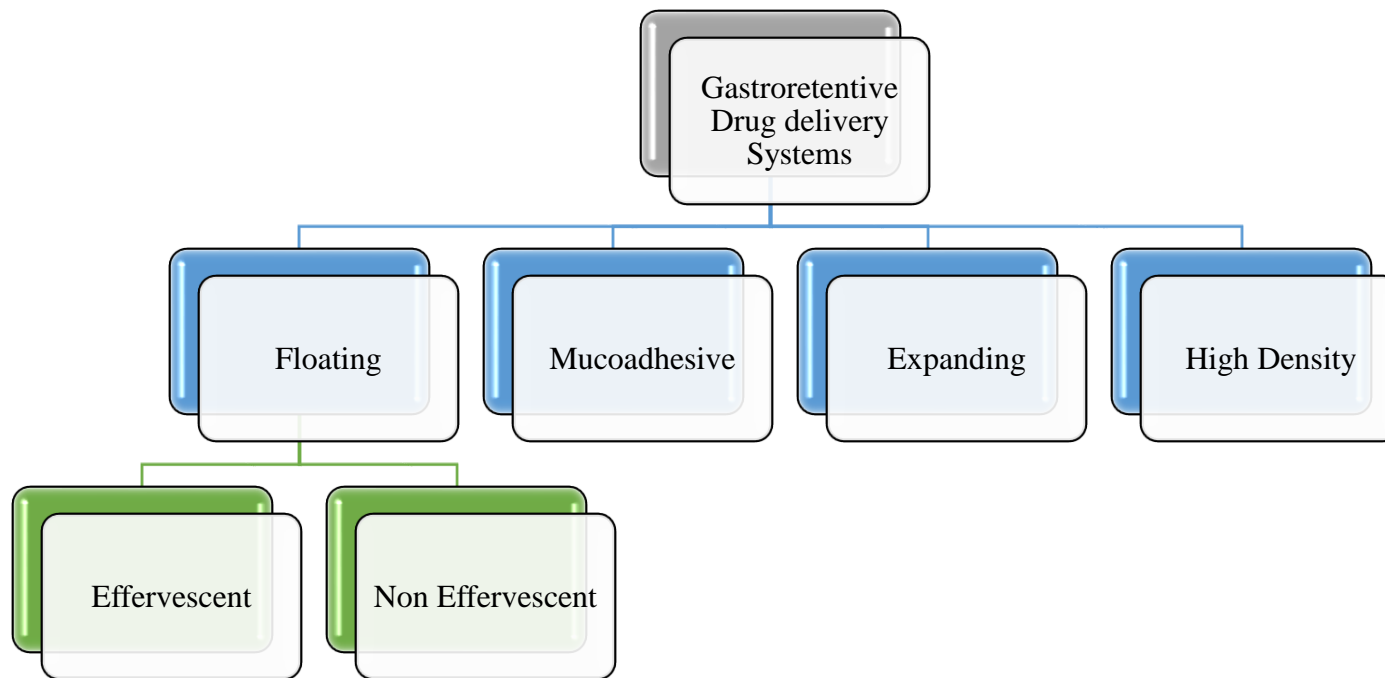 Gastroretentive
Drug delivery
Systems
Floating
Mucoadhesive
Expanding
High Density
Effervescent
Non Effervescent